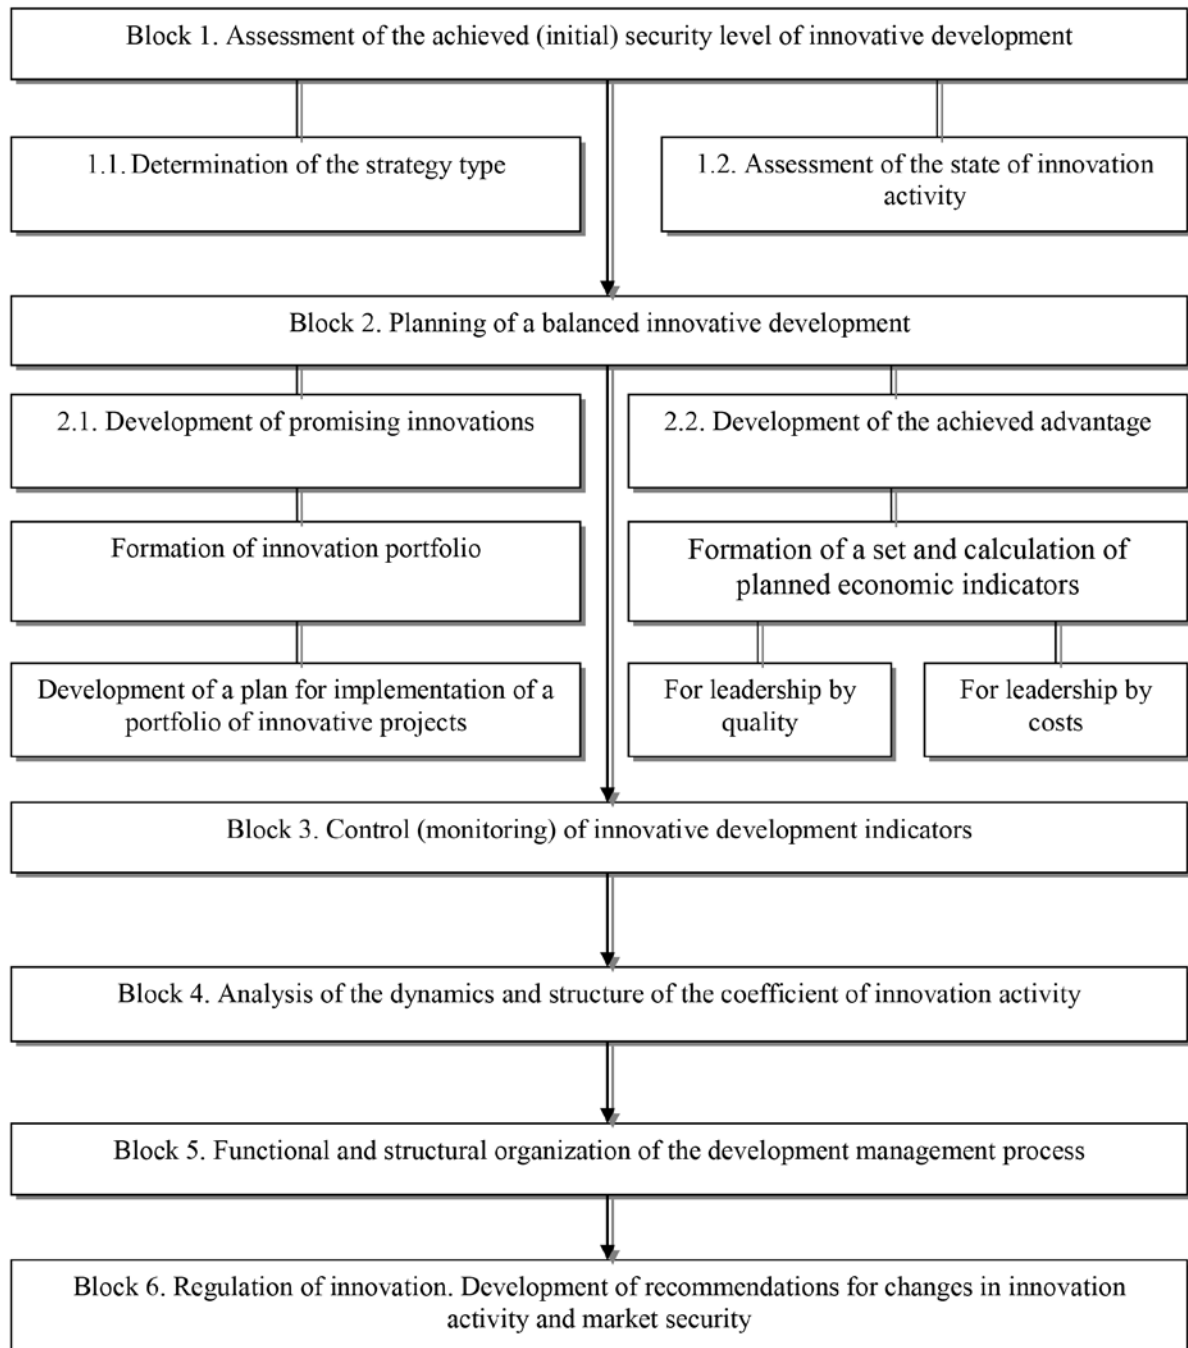 Block 1. Assessment of the achieved (initial) security level of innovative development
1.1. Determination of the strategy type
1.2. Assessment of the state of innovation
activity
Block 2. Planning of a balanced innovative development
2.1. Development of promising innovations
2.2. Development of the achieved advantage
Formation of innovation portfolio
Formation of a set and calculation of
planned economic indicators
Development of a plan for implementation of a
portfolio of innovative projects
For leadership by
quality
For leadership by
costs
Block 3. Control (monitoring) of innovative development indicators
Block 4. Analysis of the dynamics and structure of the coefficient of innovation activity
Block 5. Functional and structural organization of the development management process
Block 6. Regulation of innovation. Development of recommendations for changes in innovation
activity and market security